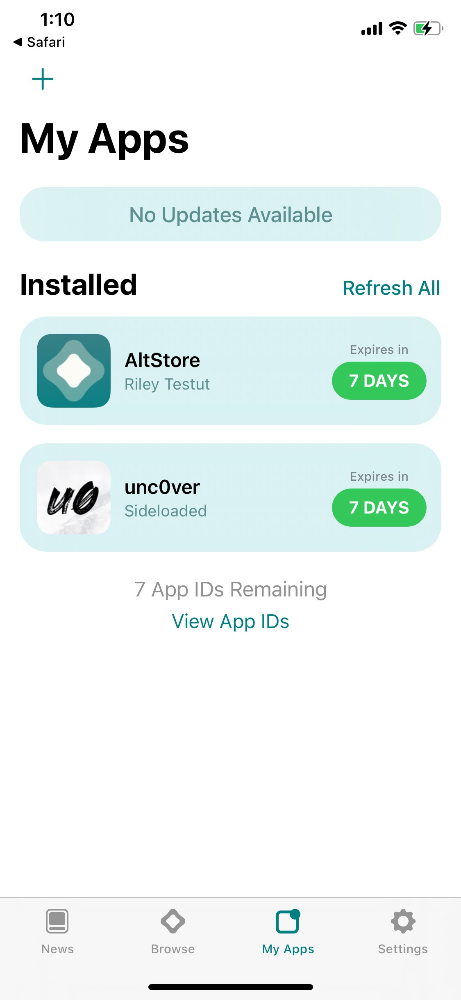 1:10
Safari
My Apps
No Updates Available
Installed
Refresh All
AltStore
Riley Testut
Expires in
7 DAYS
u0
unc0ver
Sideloaded
Expires in
7 DAYS
7 App IDs Remaining
View App IDs
News
Browse
My Apps
Settings